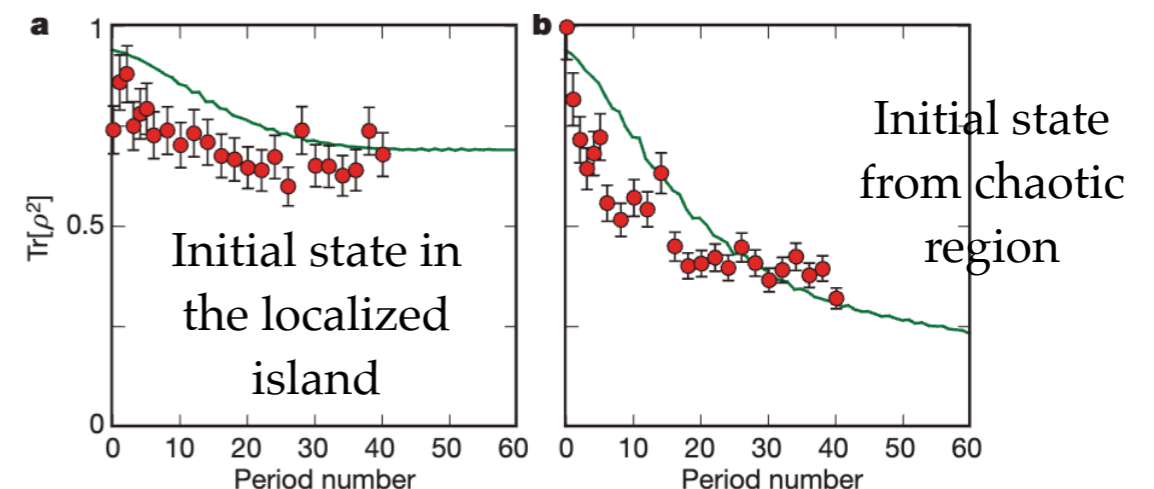 a
1
0.5
0
Tr[ρ²]
Initial state in
the localized
island
0 10 20 30 40 50 60
Period number
b
Initial state
from chaotic
region
0 10 20 30 40 50 60
Period number